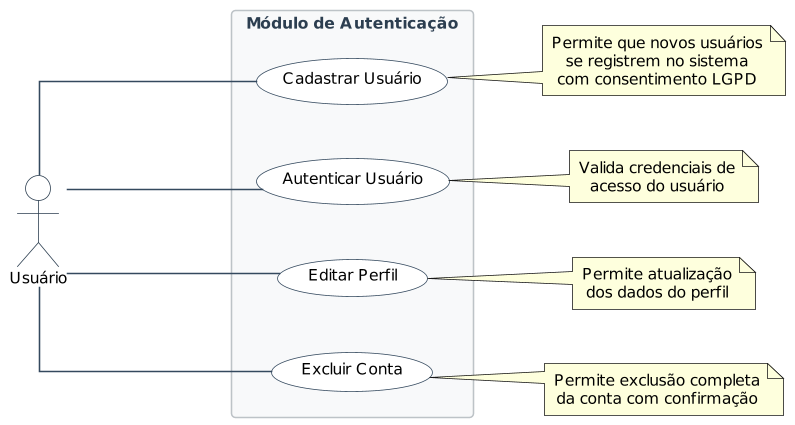 Módulo de Autenticação
Cadastrar Usuário
Permite que novos usuários
se registrem no sistema
com consentimento LGPD
Autenticar Usuário
Valida credenciais de
acesso do usuário
Usuário
Editar Perfil
Permite atualização
dos dados do perfil
Excluir Conta
Permite exclusão completa
da conta com confirmação